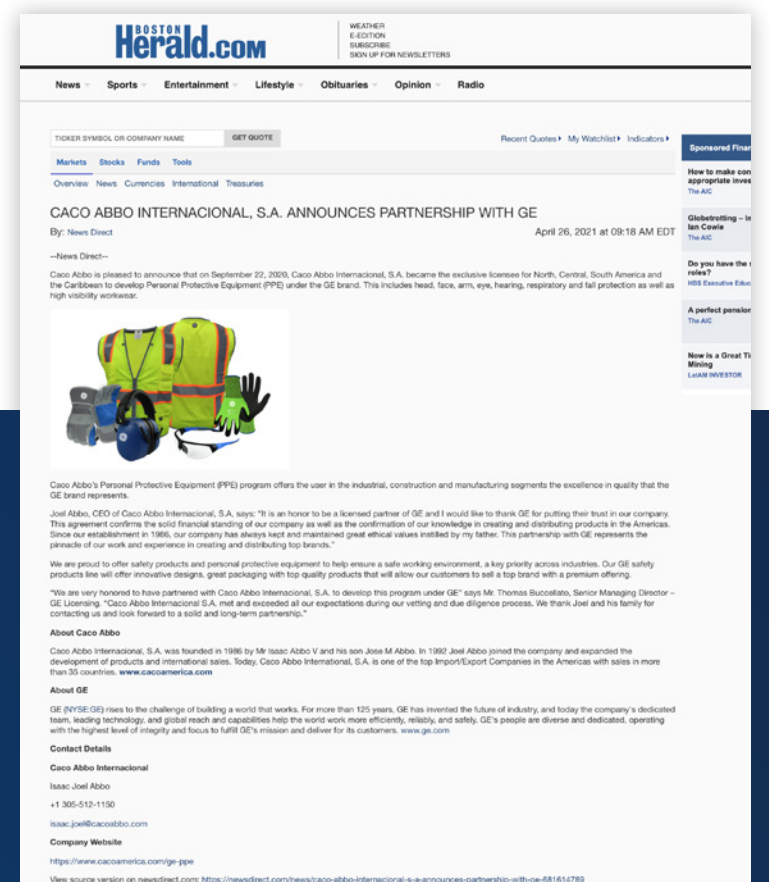 BOSTON
Herald.COM
WEATHER
E-EDITION
SUBSCRIBE
SIGN UP FOR NEWSLETTERS
News Sports Entertainment Lifestyle Obituaries Opinion Radio
TICKER SYMBOL OR COMPANY NAME GET QUOTE
Recent Quotes My Watchlist Indicators
Markets Stocks Funds Tools
Overview News Currencies International Treasuries
CACO ABBO INTERNACIONAL, S.A. ANNOUNCES PARTNERSHIP WITH GE
By: News Direct April 26, 2021 at 09:18 AM EDT
--News Direct--
Caco Abbo is pleased to announce that on September 22, 2020, Caco Abbo Internacional, S.A. became the exclusive licensee for North, Central, South America and
the Caribbean to develop Personal Protective Equipment (PPE) under the GE brand. This includes head, face, arm, eye, hearing, respiratory and fall protection as well as
high visibility workwear.
Caco Abbo's Personal Protective Equipment (PPE) program offers the user in the industrial, construction and manufacturing segments the excellence in quality that the
GE brand represents.
Joel Abbo, CEO of Caco Abbo Internacional, S.A, says: "It is an honor to be a licensed partner of GE and I would like to thank GE for putting their trust in our company.
This agreement confirms the solid financial standing of our company as well as the confirmation of our knowledge in creating and distributing products in the Americas.
Since our establishment in 1986, our company has always kept and maintained great ethical values instilled by my father. This partnership with GE represents the
pinnacle of our work and experience in creating and distributing top brands."
We are proud to offer safety products and personal protective equipment to help ensure a safe working environment, a key priority across industries. Our GE safety
products line will offer innovative designs, great packaging with top quality products that will allow our customers to sell a top brand with a premium offering.
"We are very honored to have partnered with Caco Abbo Internacional, S.A. to develop this program under GE" says Mr. Thomas Buccellato, Senior Managing Director –
GE Licensing. "Caco Abbo Internacional S.A. met and exceeded all our expectations during our vetting and due diligence process. We thank Joel and his family for
contacting us and look forward to a solid and long-term partnership."
About Caco Abbo
Caco Abbo Internacional, S.A. was founded in 1986 by Mr Isaac Abbo V and his son Jose M Abbo. In 1992 Joel Abbo joined the company and expanded the
development of products and international sales. Today, Caco Abbo International, S.A. is one of the top Import/Export Companies in the Americas with sales in more
than 35 countries. www.cacoamerica.com
About GE
GE (NYSE:GE) rises to the challenge of building a world that works. For more than 125 years, GE has invented the future of industry, and today the company's dedicated
team, leading technology, and global reach and capabilities help the world work more efficiently, reliably, and safely. GE's people are diverse and dedicated, operating
with the highest level of integrity and focus to fulfill GE's mission and deliver for its customers. www.ge.com
Contact Details
Caco Abbo Internacional
Isaac Joel Abbo
+1 305-512-1150
isaac.joel@cacoabbo.com
Company Website
https://www.cacoamerica.com/ge-ppe
View source version on newsdirect.com: https://newsdirect.com/news/caco-abbo-internacional-s-a-announces-partnership-with-ge-681614789
Sponsored Finan
How to make con
appropriate inves
The AIC
Globetrotting – 
Ian Cowie
The AIC
Do you have the
roles?
HBS Executive Educ
A perfect pension
The AIC
Now is a Great Ti
Mining
LatAM INVESTOR